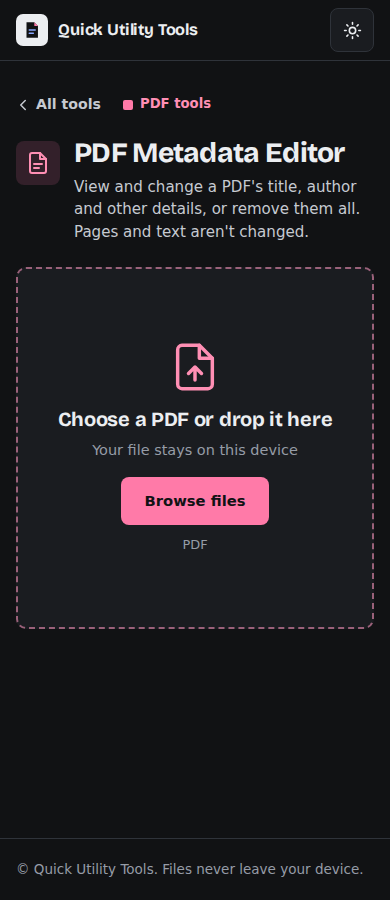 Quick Utility Tools
All tools
PDF tools
PDF Metadata Editor
View and change a PDF's title, author
and other details, or remove them all.
Pages and text aren't changed.
Choose a PDF or drop it here
Your file stays on this device
Browse files
PDF
© Quick Utility Tools. Files never leave your device.